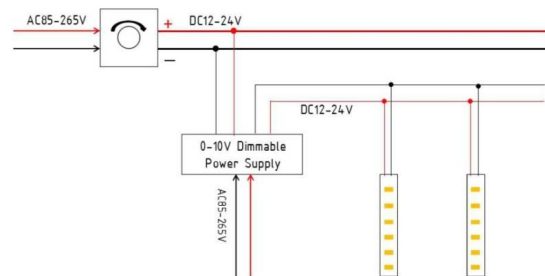 AC85-265V
+
DC12-24V
−
DC12-24V
0-10V Dimmable
Power Supply
AC85-265V